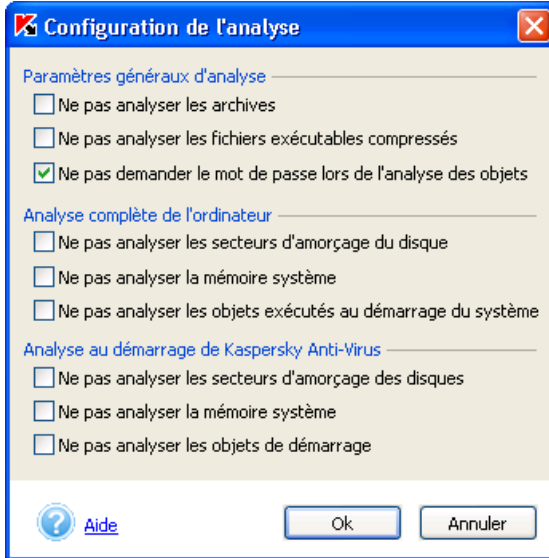 Configuration de l'analyse
Paramètres généraux d'analyse
Ne pas analyser les archives
Ne pas analyser les fichiers exécutables compressés
Ne pas demander le mot de passe lors de l'analyse des objets
Analyse complète de l'ordinateur
Ne pas analyser les secteurs d'amorçage du disque
Ne pas analyser la mémoire système
Ne pas analyser les objets exécutés au démarrage du système
Analyse au démarrage de Kaspersky Anti-Virus
Ne pas analyser les secteurs d'amorçage des disques
Ne pas analyser la mémoire système
Ne pas analyser les objets de démarrage
Aide
Ok
Annuler